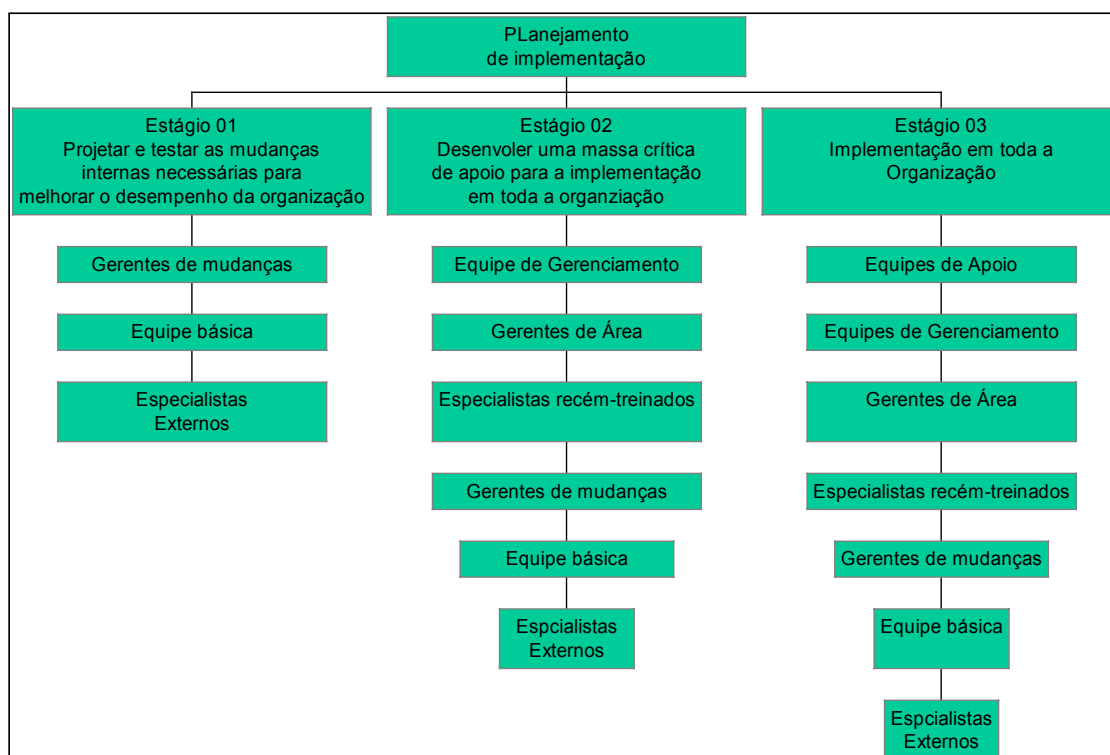 PLanejamento
de implementação
Estágio 01
Projetar e testar as mudanças
internas necessárias para
melhorar o desempenho da organização
Gerentes de mudanças
Equipe básica
Especialistas
Externos
Estágio 02
Desenvoler uma massa crítica
de apoio para a implementação
em toda a organziação
Equipe de Gerenciamento
Gerentes de Área
Especialistas recém-treinados
Gerentes de mudanças
Equipe básica
Espcialistas
Externos
Estágio 03
Implementação em toda a
Organização
Equipes de Apoio
Equipes de Gerenciamento
Gerentes de Área
Especialistas recém-treinados
Gerentes de mudanças
Equipe básica
Espcialistas
Externos